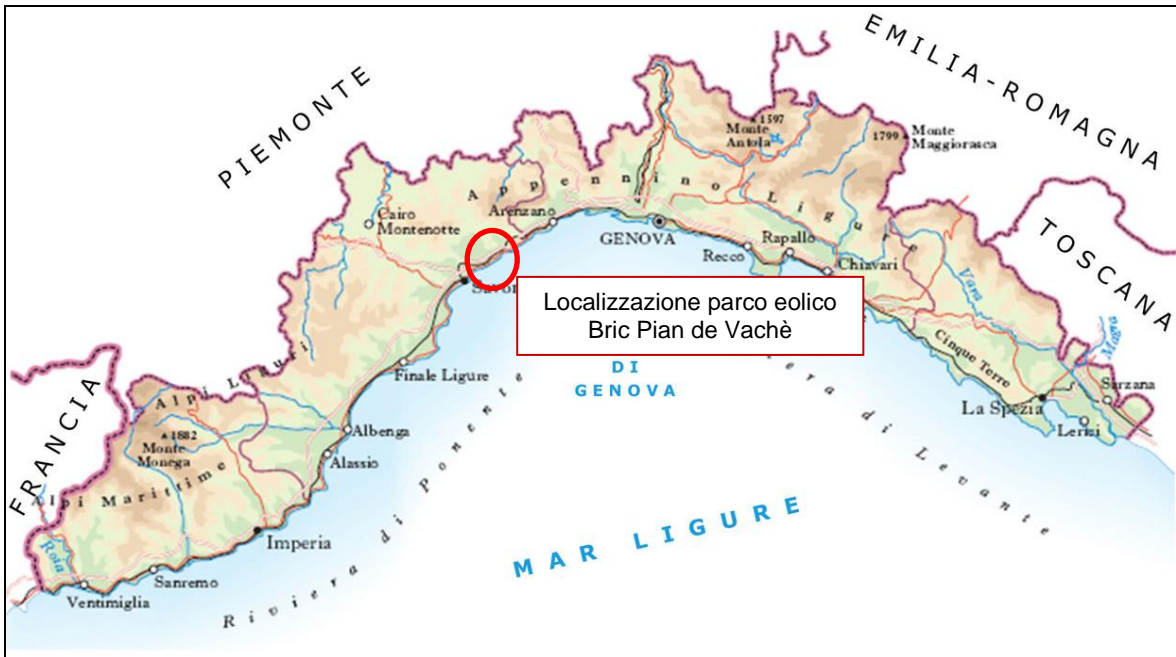 EMILIA-ROMAGNA
PIEMONTE
1597
Monte
Antola
1799
Monte
Maggiorasca
TOSCANA
Appennino Ligure
Cairo
Montenotte
Arenzano
GENOVA
Recco
Rapallo
Chiavari
Vara
Magra
Localizzazione parco eolico
Bric Pian de Vachè
Cinque Terre
Sarzana
La Spezia
Lerici
FRANCIA
Alpi Liguri
Finale Ligure
DI
GENOVA
1882
Monte
Monega
Albenga
Alassio
Alpi Marittime
Riviera di Ponente
di Levante
MAR LIGURE
Roia
Imperia
Sanremo
Ventimiglia